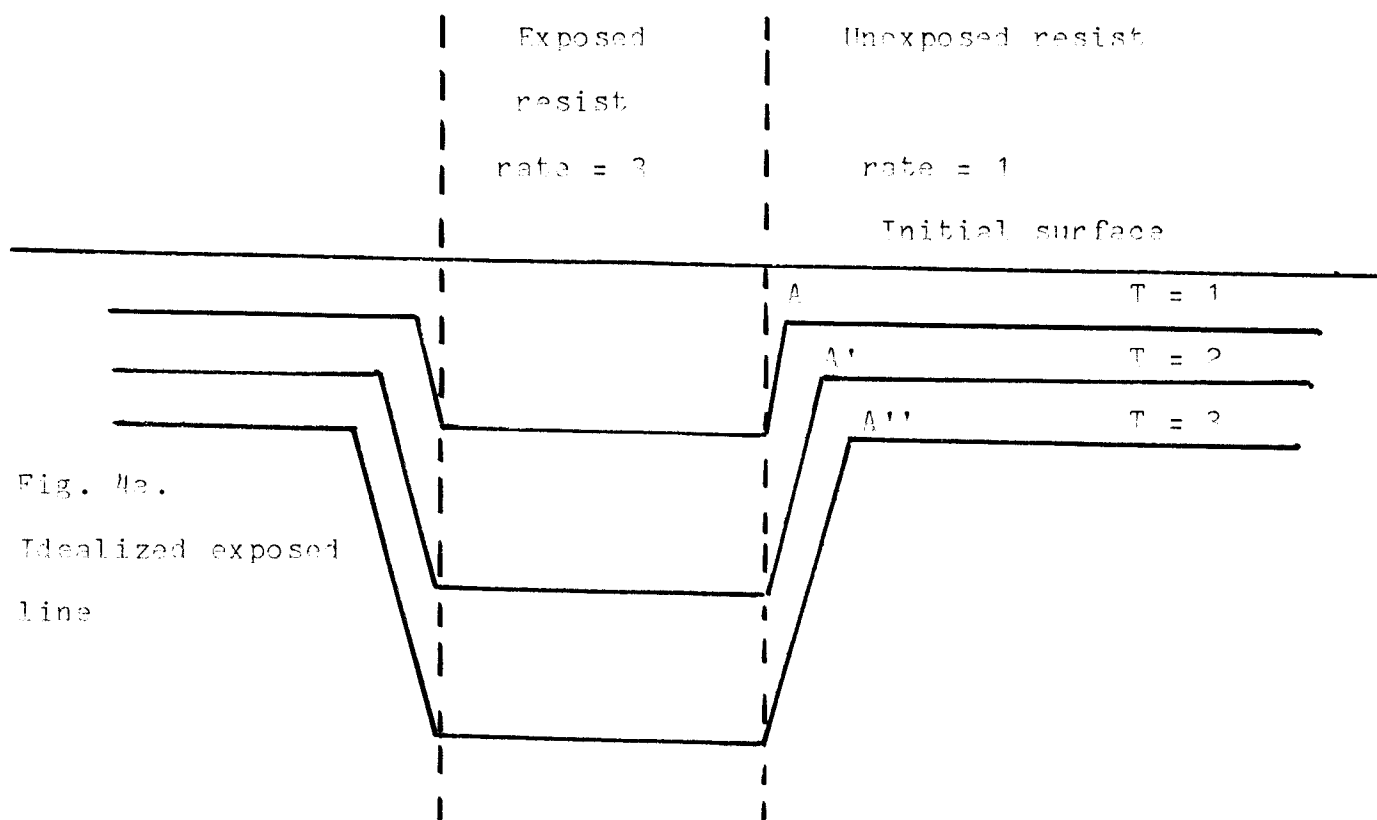 Exposed
resist
rate = 3
Unexposed resist
rate = 1
Initial surface
A T = 1
A' T = 2
A'' T = 3
Fig. 4a.
Idealized exposed
line